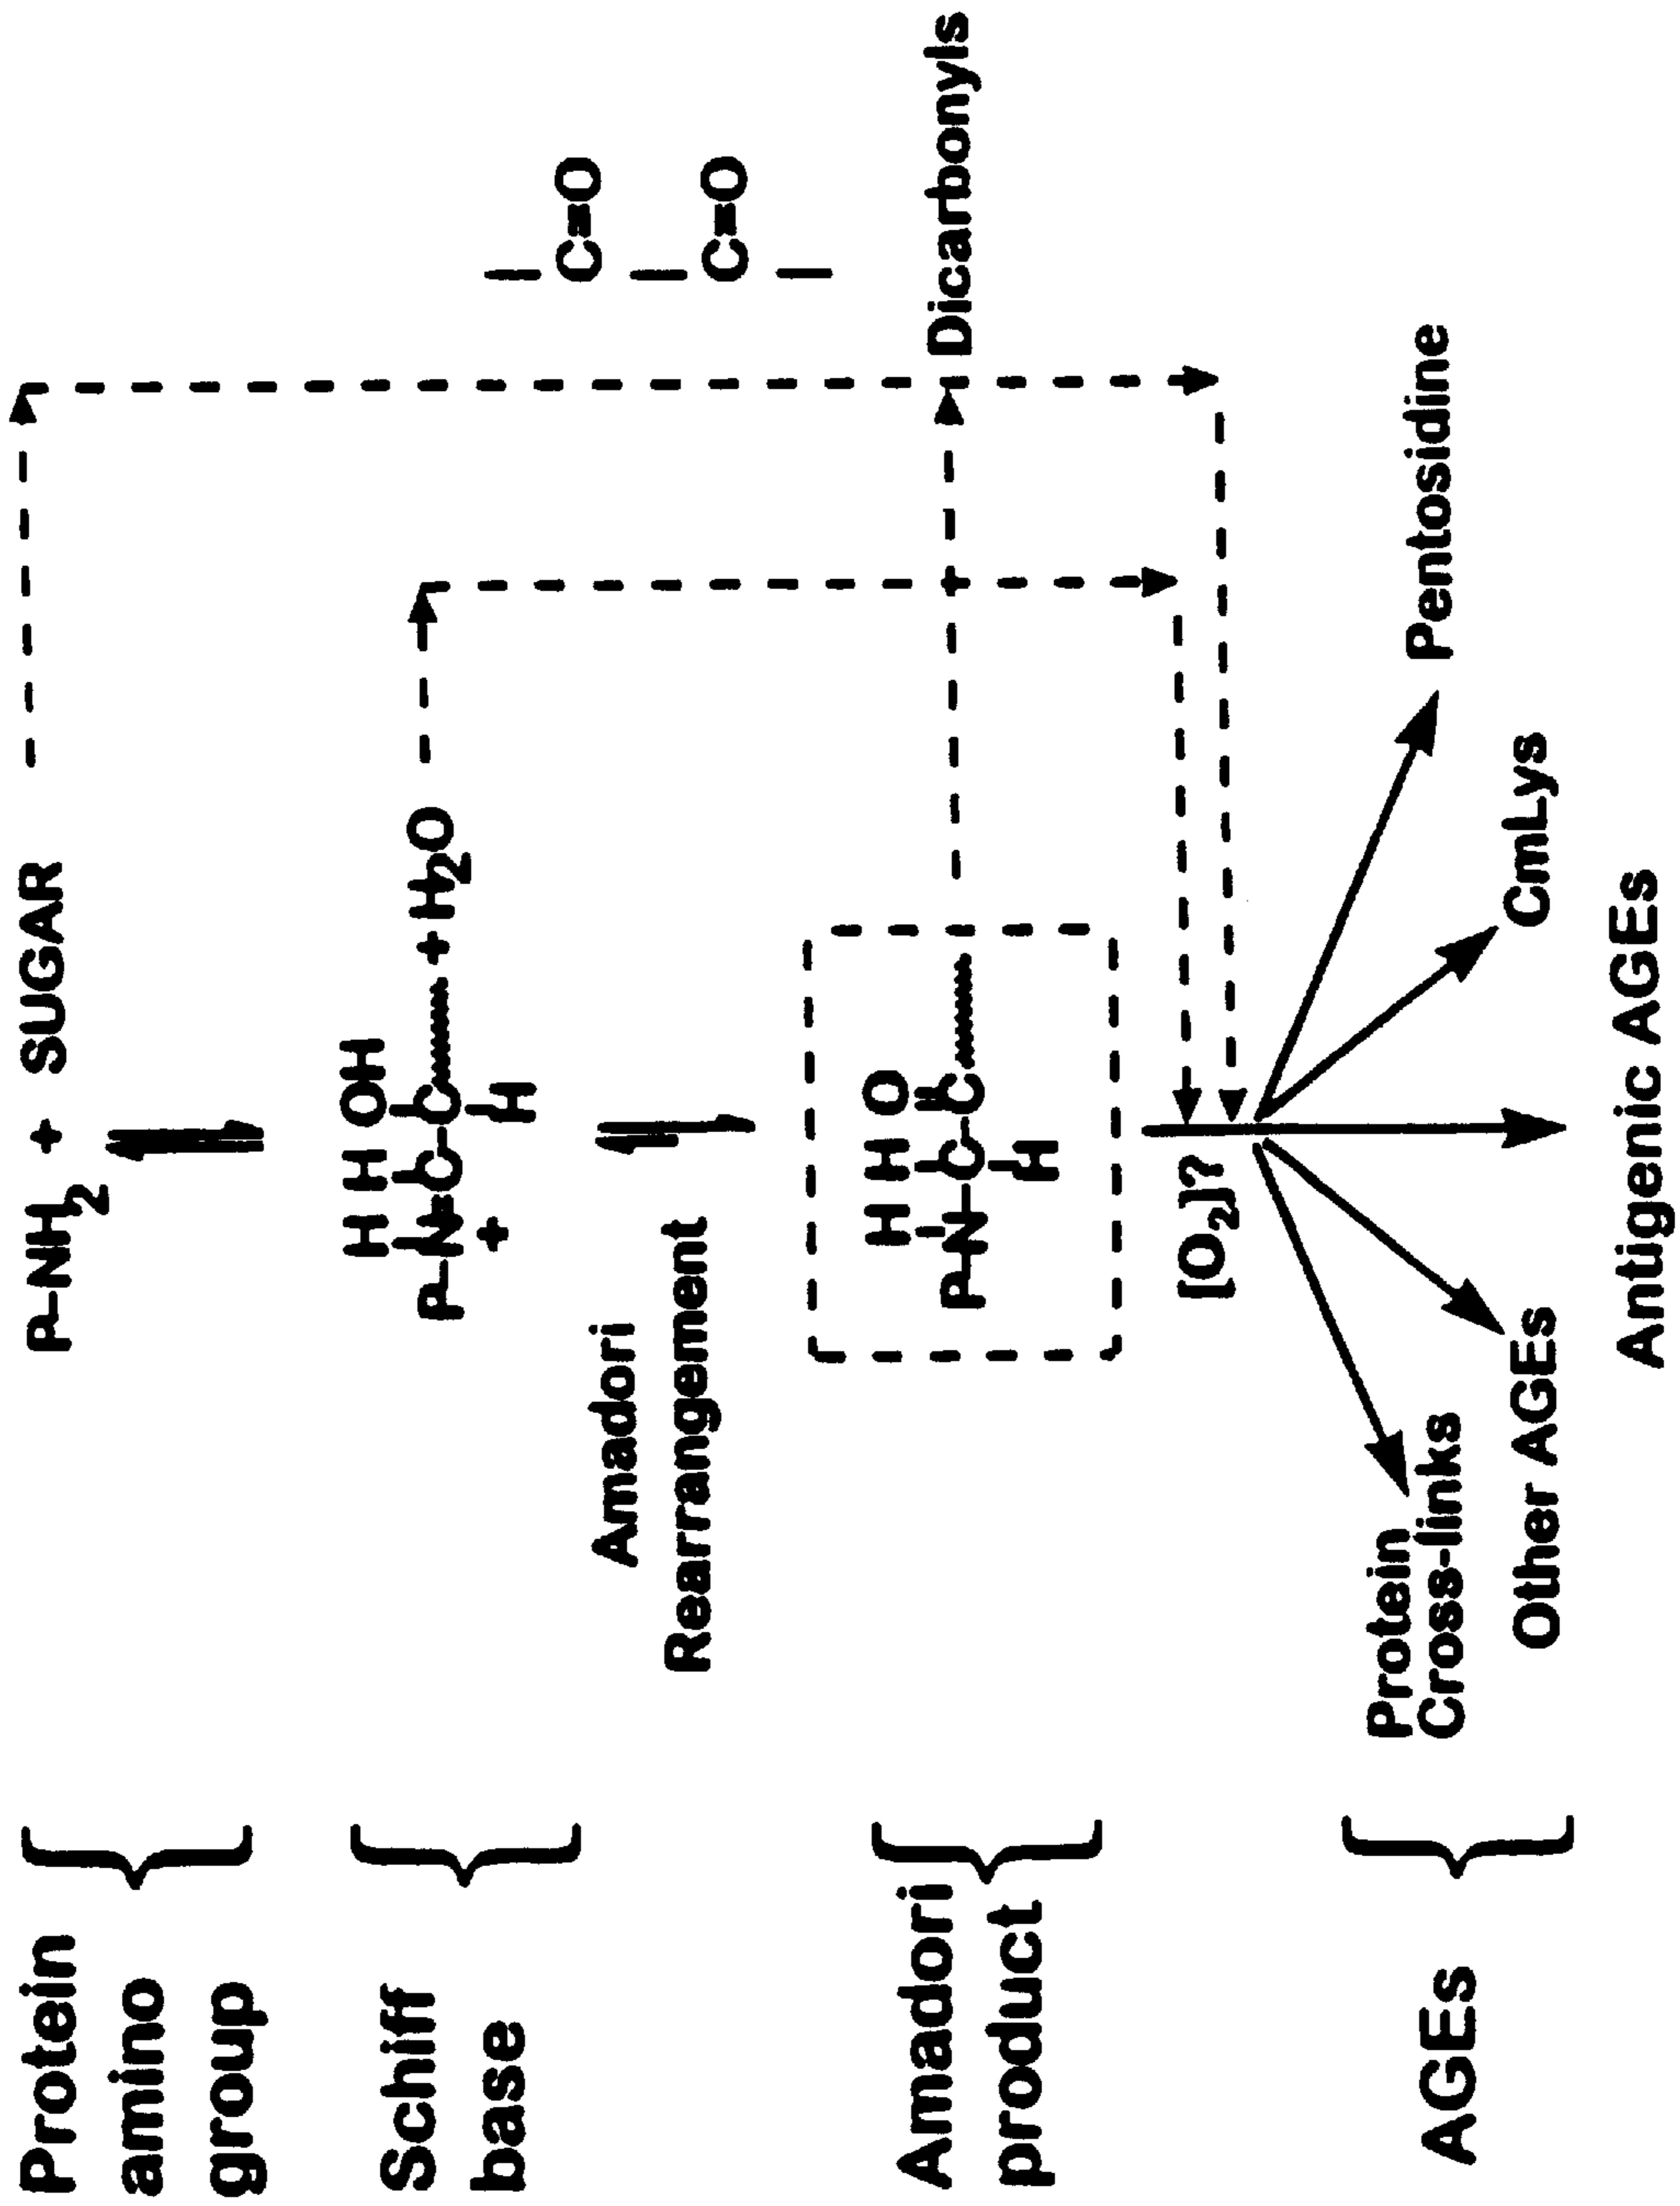 Protein
amino
group
P–NH2 + SUGAR
Schiff
base
H H OH
P–N=C–C + H2O
+ H
Amadori
Rearrangement
C=O
C=O
Amadori
product
H H O
P–N–C–C
H
Dicarbonyls
[O2]?
AGEs
Protein
Cross-links
Other AGEs
Antigenic AGEs
CmLys
Pentosidine